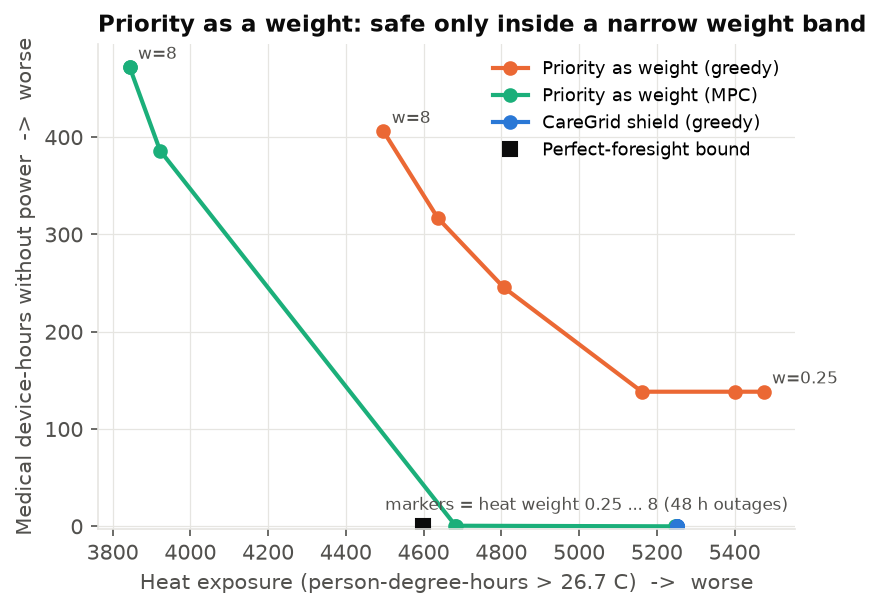 Priority as a weight: safe only inside a narrow weight band
w=8
w=8
Priority as weight (greedy)
Priority as weight (MPC)
CareGrid shield (greedy)
Perfect-foresight bound
Medical device-hours without power -> worse
400
300
200
100
0
w=0.25
markers = heat weight 0.25 ... 8 (48 h outages)
3800
4000
4200
4400
4600
4800
5000
5200
5400
Heat exposure (person-degree-hours > 26.7 C) -> worse